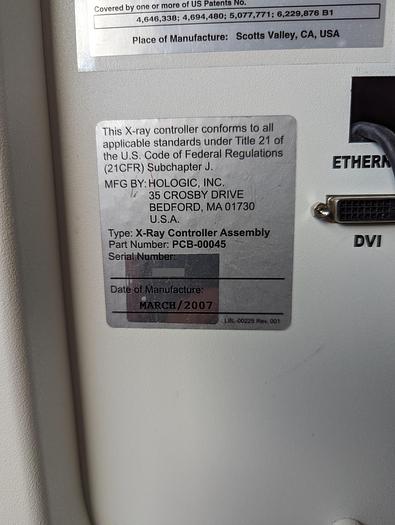 Covered by one or more of US Patents No.
4,646,338; 4,694,480; 5,077,771; 6,229,876 B1
Place of Manufacture: Scotts Valley, CA, USA
This X-ray controller conforms to all
applicable standards under Title 21 of
the U.S. Code of Federal Regulations
(21CFR) Subchapter J.
MFG BY: HOLOGIC, INC.
35 CROSBY DRIVE
BEDFORD, MA 01730
U.S.A.
Type: X-Ray Controller Assembly
Part Number: PCB-00045
Serial Number:
Date of Manufacture:
MARCH/2007
LBL-00229 Rev. 001
ETHERN
DVI